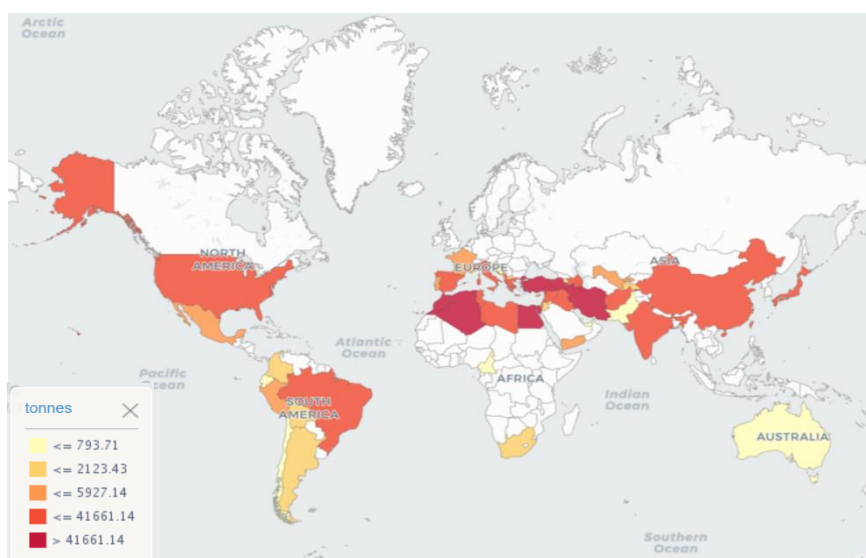 Arctic
Ocean
NORTH
AMERICA
EUROPE
ASIA
Atlantic
Ocean
Pacific
Ocean
AFRICA
Indian
Ocean
SOUTH
AMERICA
AUSTRALIA
Southern
Ocean
tonnes
<= 793.71
<= 2123.43
<= 5927.14
<= 41661.14
> 41661.14